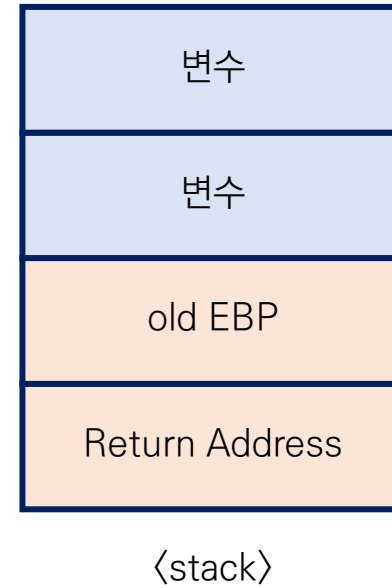 변수
변수
old EBP
Return Address
〈stack〉